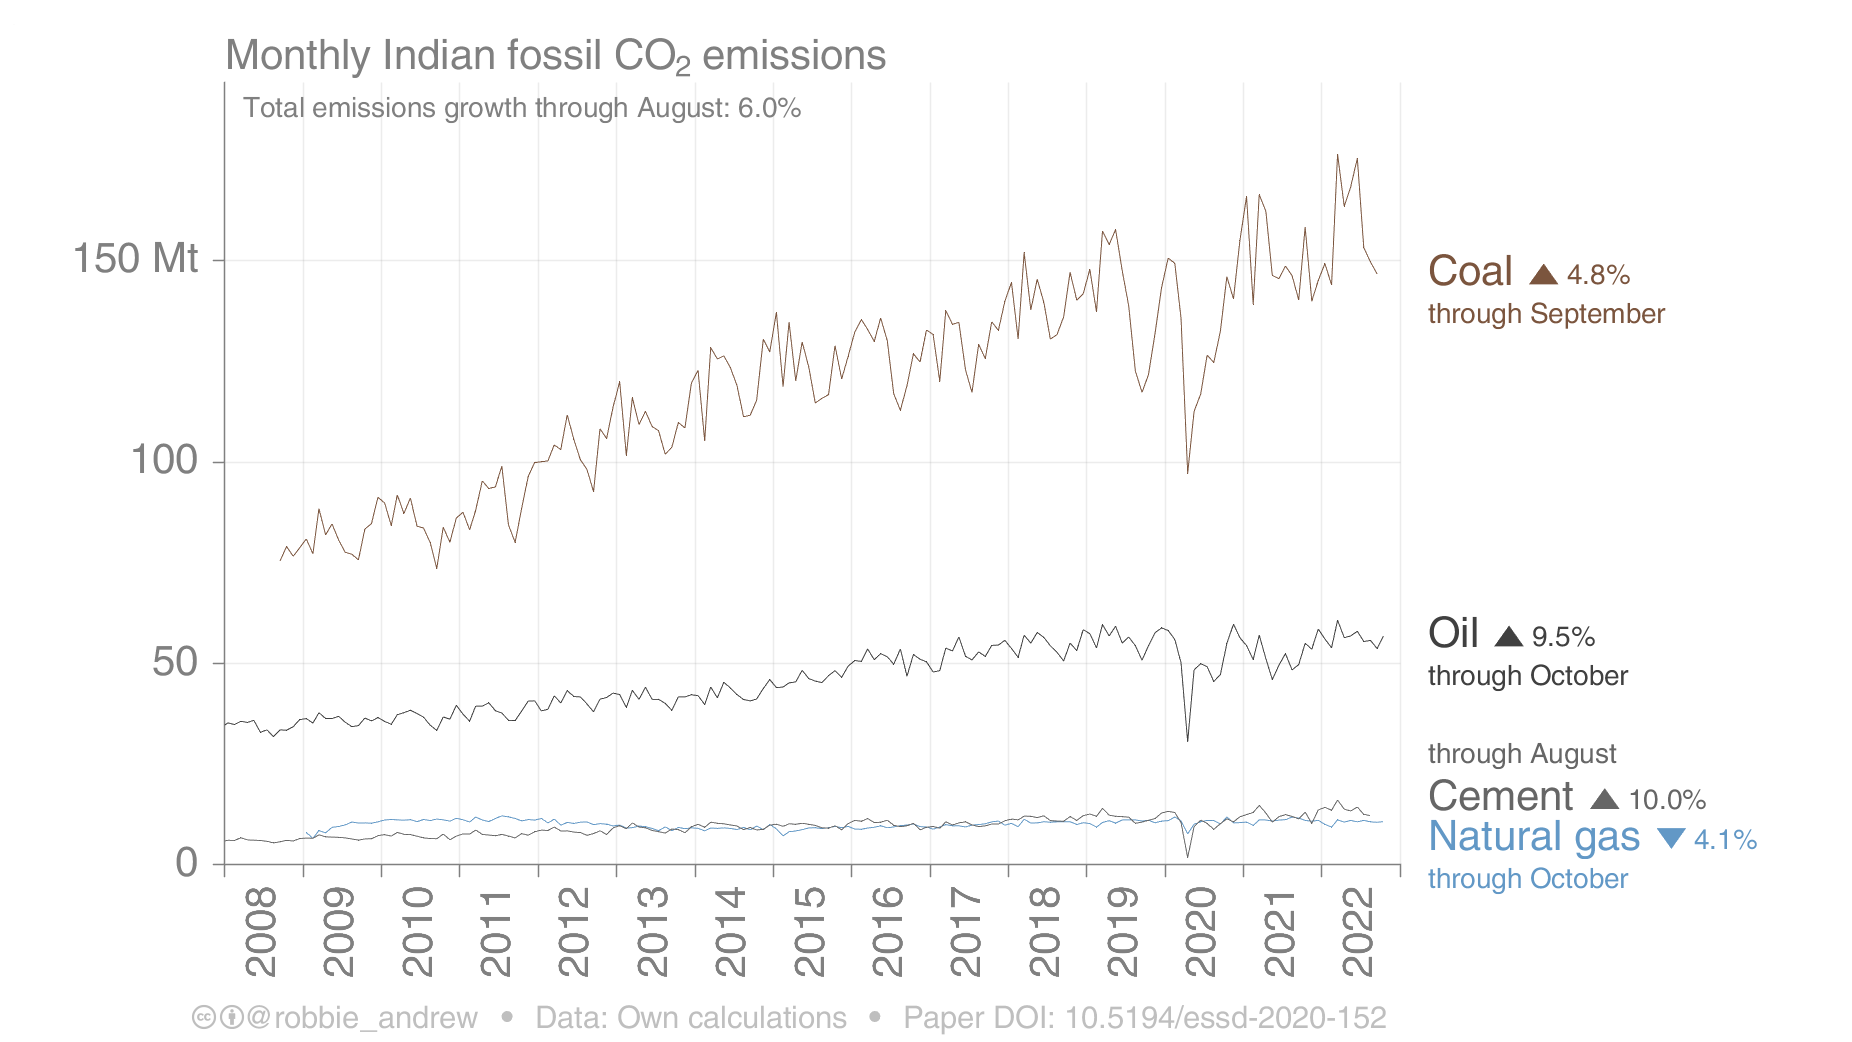 Monthly Indian fossil CO₂ emissions
Total emissions growth through August: 6.0%
150 Mt
100
50
0
2008 2009 2010 2011 2012 2013 2014 2015 2016 2017 2018 2019 2020 2021 2022
Coal ▲ 4.8%
through September
Oil ▲ 9.5%
through October
through August
Cement ▲ 10.0%
Natural gas ▼ 4.1%
through October
@robbie_andrew • Data: Own calculations • Paper DOI: 10.5194/essd-2020-152